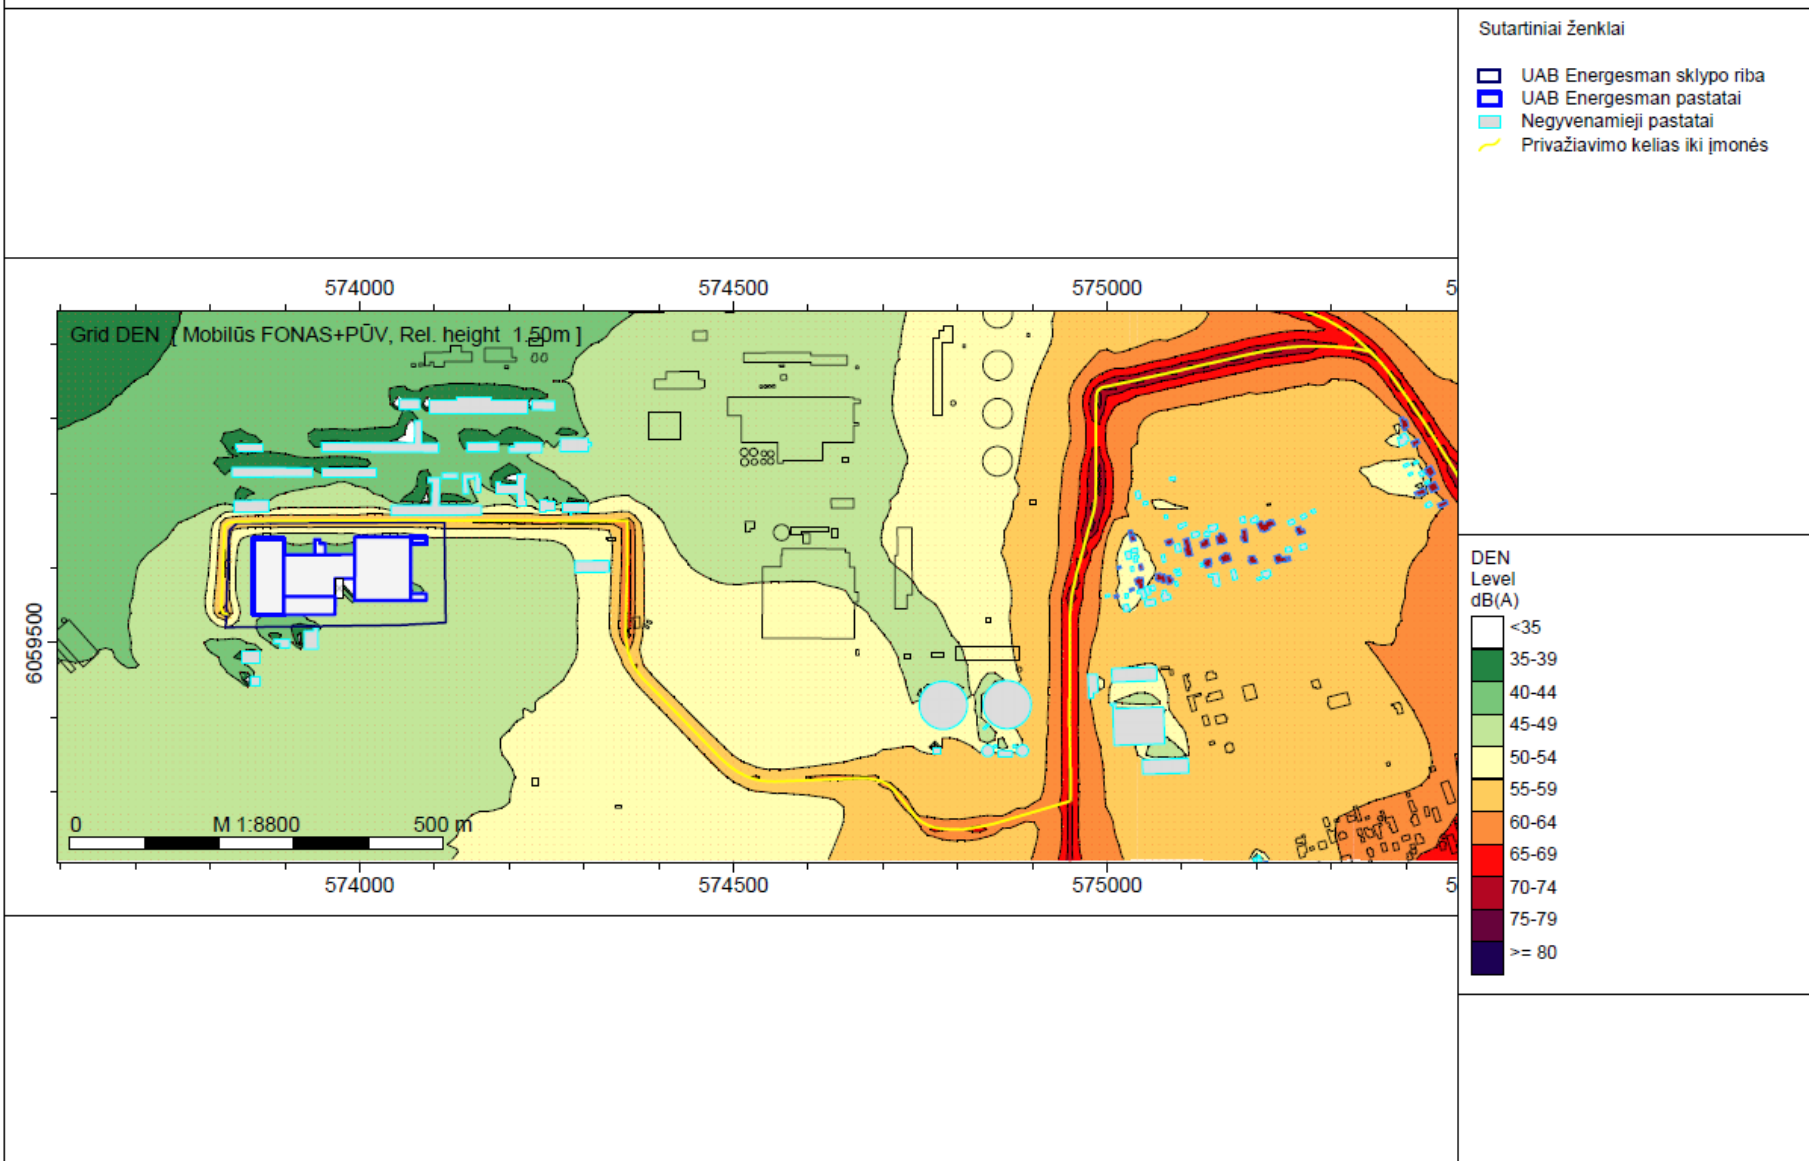 Sutartiniai ženklai
UAB Energesman sklypo riba
UAB Energesman pastatai
Negyvenamieji pastatai
Privažiavimo kelias iki įmonės
574000 574500 575000 5
Grid DEN [ Mobilūs FONAS+PŪV, Rel. height 1.50m ]
6059500
0 M 1:8800 500 m
574000 574500 575000 5
DEN
Level
dB(A)
<35
35-39
40-44
45-49
50-54
55-59
60-64
65-69
70-74
75-79
>= 80